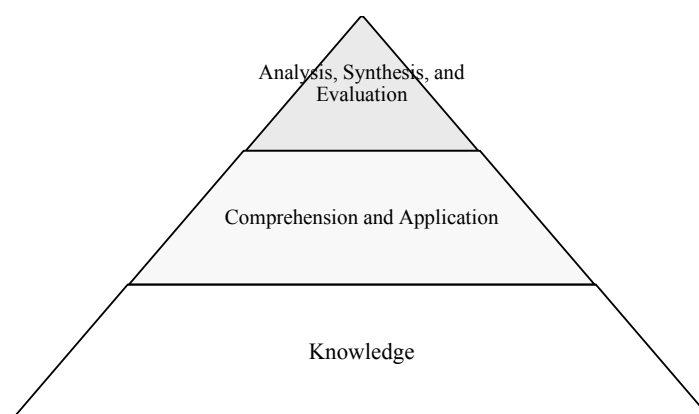 Analysis, Synthesis, and
Evaluation
Comprehension and Application
Knowledge